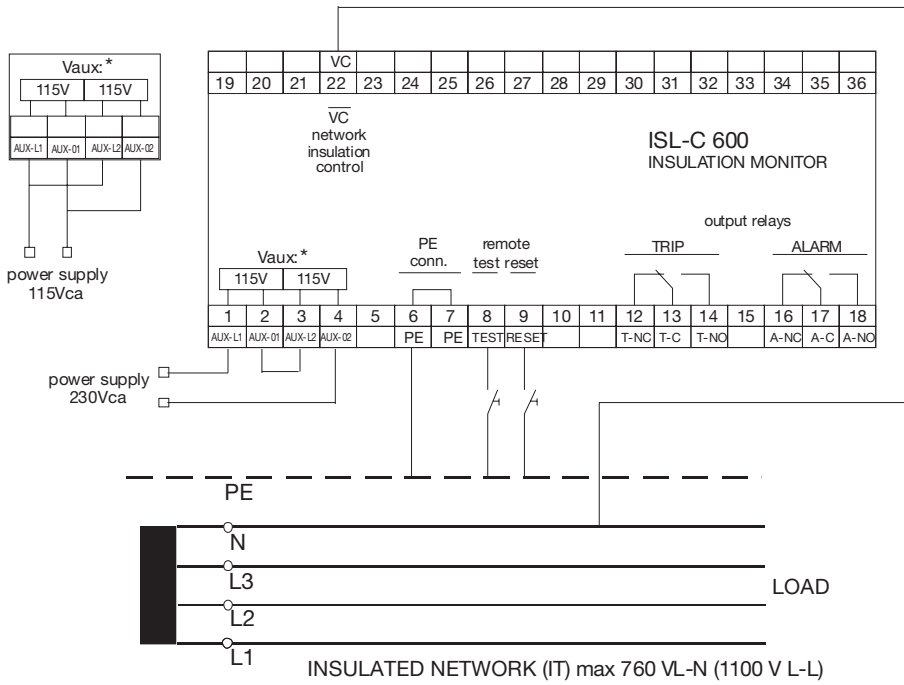 VC
19 20 21 22 23 24 25 26 27 28 29 30 31 32 33 34 35 36
Vaux: *
115V 115V
AUX-L1 AUX-01 AUX-L2 AUX-02
power supply
115Vca
VC
network
insulation
control
ISL-C 600
INSULATION MONITOR
output relays
Vaux: *
115V 115V
PE
conn.
remote
test reset
TRIP
ALARM
1 2 3 4 5 6 7 8 9 10 11 12 13 14 15 16 17 18
AUX-L1 AUX-01 AUX-L2 AUX-02 PE PE TEST RESET T-NC T-C T-NO A-NC A-C A-NO
power supply
230Vca
PE
N
L3
L2
L1
LOAD
INSULATED NETWORK (IT) max 760 VL-N (1100 V L-L)